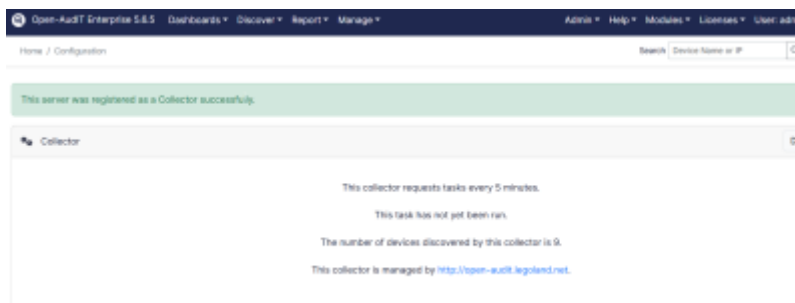 Open-AudIT Enterprise 5.6.5 Dashboards Discover Report Manage Admin Help Modules Licenses User: adm
Home / Configuration Search Device Name or IP
This server was registered as a Collector successfully.
Collector
This collector requests tasks every 5 minutes.
This task has not yet been run.
The number of devices discovered by this collector is 9.
This collector is managed by http://open-audit.legoland.net.